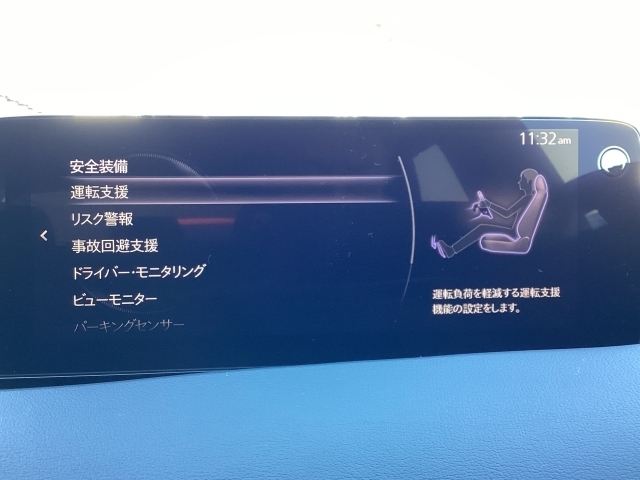 11:32am
安全装備
運転支援
リスク警報
事故回避支援
ドライバー・モニタリング
ビューモニター
パーキングセンサー
運転負荷を軽減する運転支援
機能の設定をします。